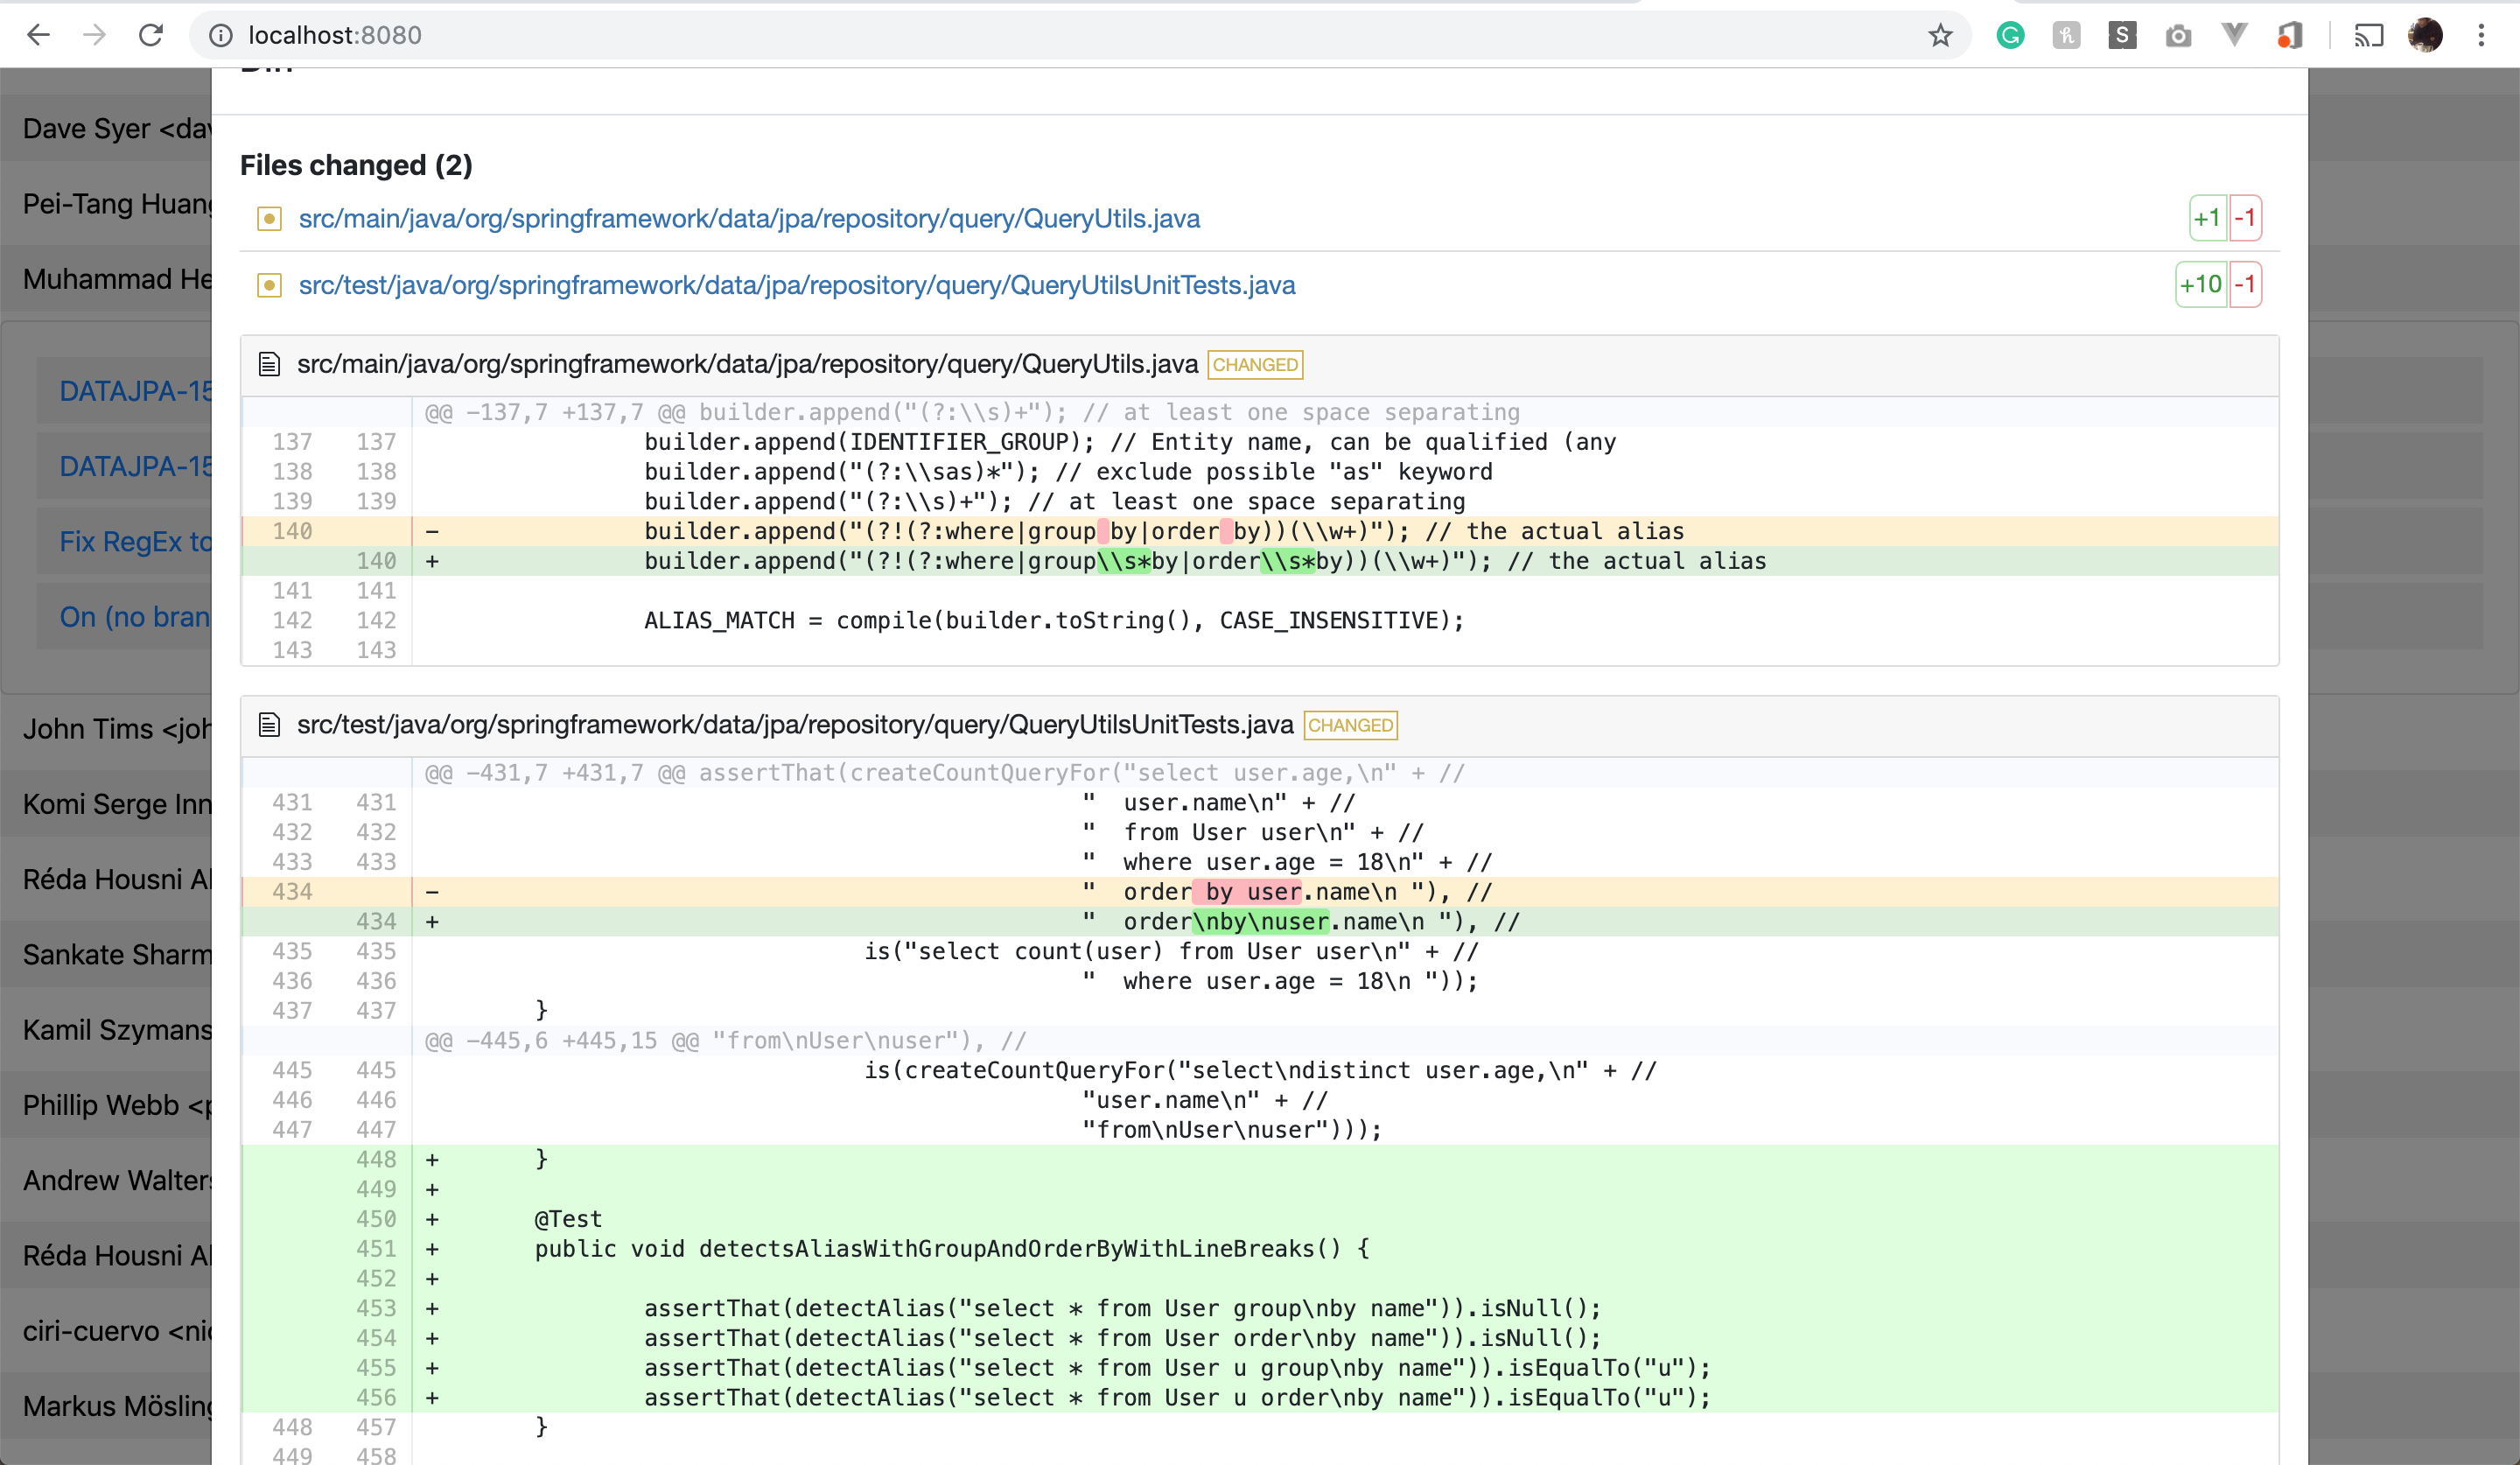 localhost:8080
Dave Syer <dav
Pei-Tang Huang
Muhammad He
DATAJPA-15
DATAJPA-15
Fix RegEx to
On (no bran
John Tims <joh
Komi Serge Inn
Réda Housni Al
Sankate Sharm
Kamil Szymans
Phillip Webb <p
Andrew Walters
Réda Housni Al
ciri-cuervo <nic
Markus Mösling
Files changed (2)
src/main/java/org/springframework/data/jpa/repository/query/QueryUtils.java +1 -1
src/test/java/org/springframework/data/jpa/repository/query/QueryUtilsUnitTests.java +10 -1
src/main/java/org/springframework/data/jpa/repository/query/QueryUtils.java CHANGED
@@ -137,7 +137,7 @@ builder.append("(?:\\s)+"); // at least one space separating
137 137 builder.append(IDENTIFIER_GROUP); // Entity name, can be qualified (any
138 138 builder.append("(?:\\sas)*"); // exclude possible "as" keyword
139 139 builder.append("(?:\\s)+"); // at least one space separating
140 - builder.append("(?!(?:where|group by|order by))(\\w+)"); // the actual alias
140 + builder.append("(?!(?:where|group\\s*by|order\\s*by))(\\w+)"); // the actual alias
141 141
142 142 ALIAS_MATCH = compile(builder.toString(), CASE_INSENSITIVE);
143 143
src/test/java/org/springframework/data/jpa/repository/query/QueryUtilsUnitTests.java CHANGED
@@ -431,7 +431,7 @@ assertThat(createCountQueryFor("select user.age,\n" + //
431 431 "  user.name\n" + //
432 432 "  from User user\n" + //
433 433 "  where user.age = 18\n" + //
434 - "  order by user.name\n "), //
434 + "  order\nby\nuser.name\n "), //
435 435 is("select count(user) from User user\n" + //
436 436 "  where user.age = 18\n "));
437 437 }
@@ -445,6 +445,15 @@ "from\nUser\nuser"), //
445 445 is(createCountQueryFor("select\ndistinct user.age,\n" + //
446 446 "user.name\n" + //
447 447 "from\nUser\nuser")));
448 + }
449 +
450 + @Test
451 + public void detectsAliasWithGroupAndOrderByWithLineBreaks() {
452 +
453 + assertThat(detectAlias("select * from User group\nby name")).isNull();
454 + assertThat(detectAlias("select * from User order\nby name")).isNull();
455 + assertThat(detectAlias("select * from User u group\nby name")).isEqualTo("u");
456 + assertThat(detectAlias("select * from User u order\nby name")).isEqualTo("u");
448 457 }
449 458